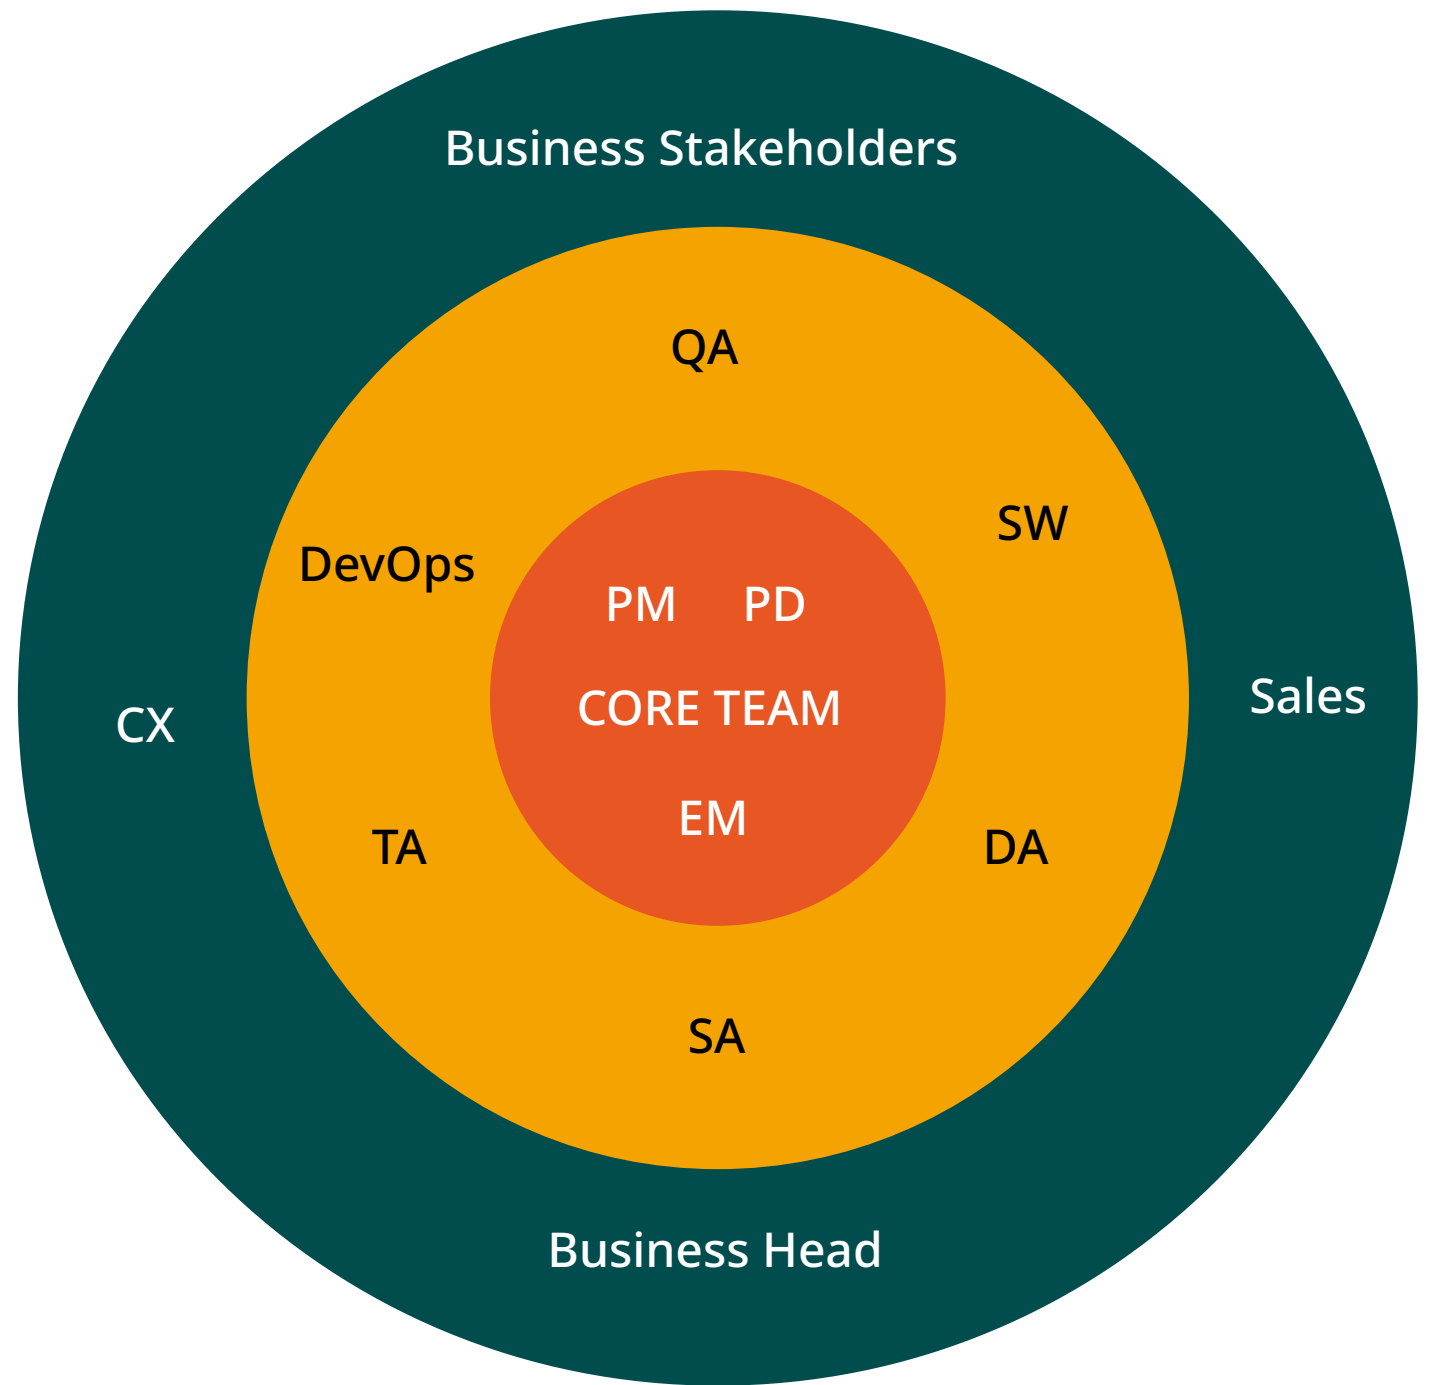 Business Stakeholders
QA
SW
DevOps
PM PD
CORE TEAM
Sales
CX
EM
TA
DA
SA
Business Head